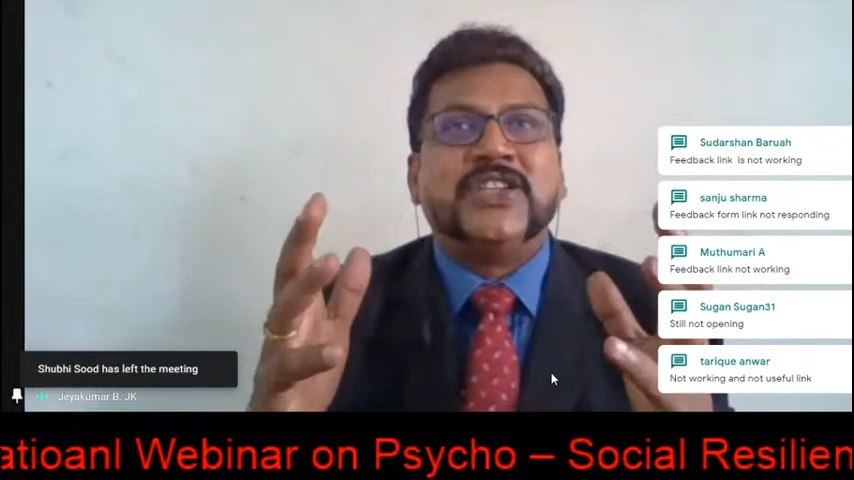 Sudarshan Baruah
Feedback link is not working
sanju sharma
Feedback form link not responding
Muthumari A
Feedback link not working
Sugan Sugan31
Still not opening
tarique anwar
Not working and not useful link
Shubhi Sood has left the meeting
Jeyakumar B. JK
atioanl Webinar on Psycho – Social Resilien